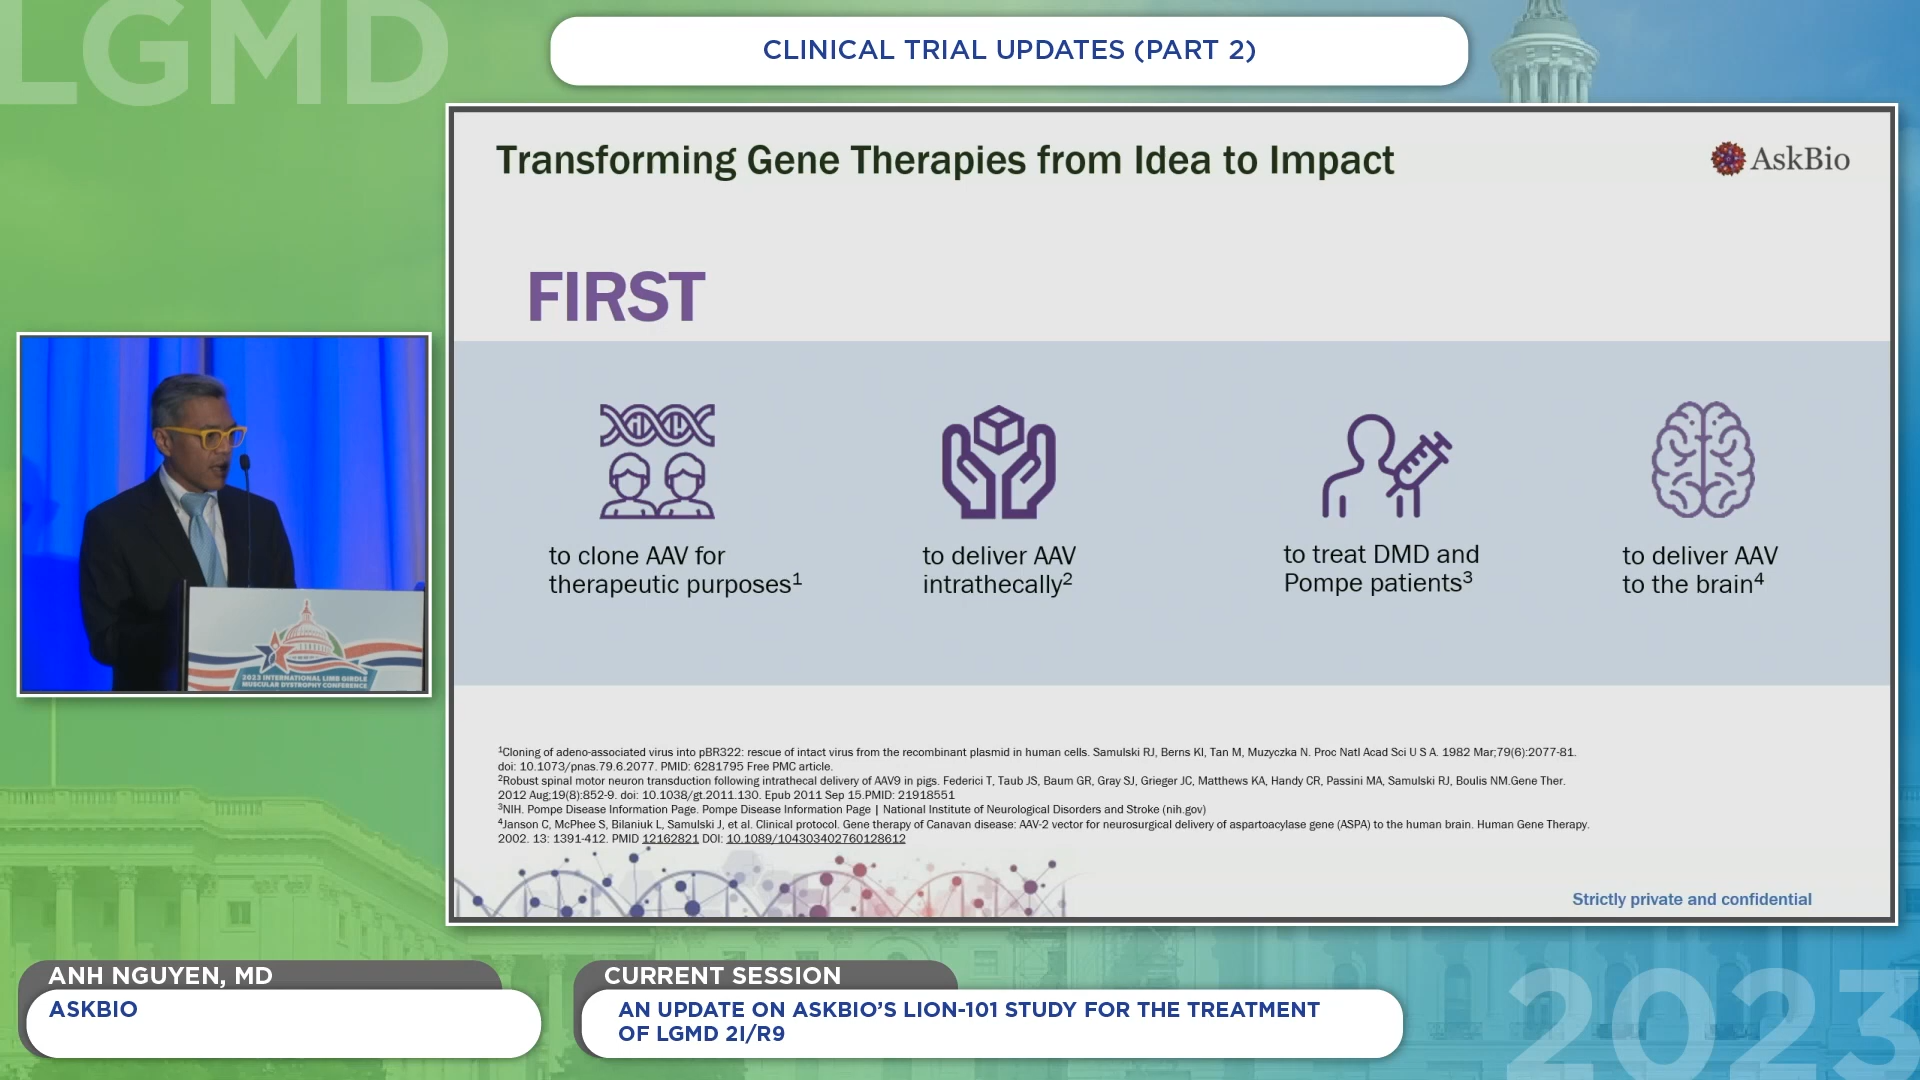 LGMD
CLINICAL TRIAL UPDATES (PART 2)
Transforming Gene Therapies from Idea to Impact
AskBio
FIRST
to clone AAV for
therapeutic purposes1
to deliver AAV
intrathecally2
to treat DMD and
Pompe patients3
to deliver AAV
to the brain4
1Cloning of adeno-associated virus into pBR322: rescue of intact virus from the recombinant plasmid in human cells. Samulski RJ, Berns KI, Tan M, Muzyczka N. Proc Natl Acad Sci U S A. 1982 Mar;79(6):2077-81.
doi: 10.1073/pnas.79.6.2077. PMID: 6281795 Free PMC article.
2Robust spinal motor neuron transduction following intrathecal delivery of AAV9 in pigs. Federici T, Taub JS, Baum GR, Gray SJ, Grieger JC, Matthews KA, Handy CR, Passini MA, Samulski RJ, Boulis NM.Gene Ther.
2012 Aug;19(8):852-9. doi: 10.1038/gt.2011.130. Epub 2011 Sep 15.PMID: 21918551
3NIH. Pompe Disease Information Page. Pompe Disease Information Page | National Institute of Neurological Disorders and Stroke (nih.gov)
4Janson C, McPhee S, Bilaniuk L, Samulski J, et al. Clinical protocol. Gene therapy of Canavan disease: AAV-2 vector for neurosurgical delivery of aspartoacylase gene (ASPA) to the human brain. Human Gene Therapy.
2002. 13: 1391-412. PMID 12162821 DOI: 10.1089/104303402760128612
Strictly private and confidential
2023 INTERNATIONAL LIMB GIRDLE
MUSCULAR DYSTROPHY CONFERENCE
ANH NGUYEN, MD
ASKBIO
CURRENT SESSION
AN UPDATE ON ASKBIO'S LION-101 STUDY FOR THE TREATMENT
OF LGMD 2I/R9
2023